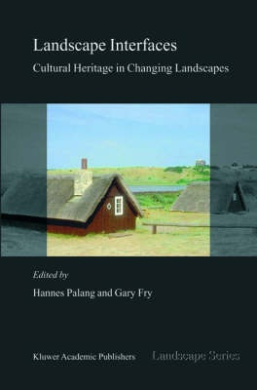 Landscape Interfaces
Cultural Heritage in Changing Landscapes
Edited by
Hannes Palang and Gary Fry
Kluwer Academic Publishers Landscape Series